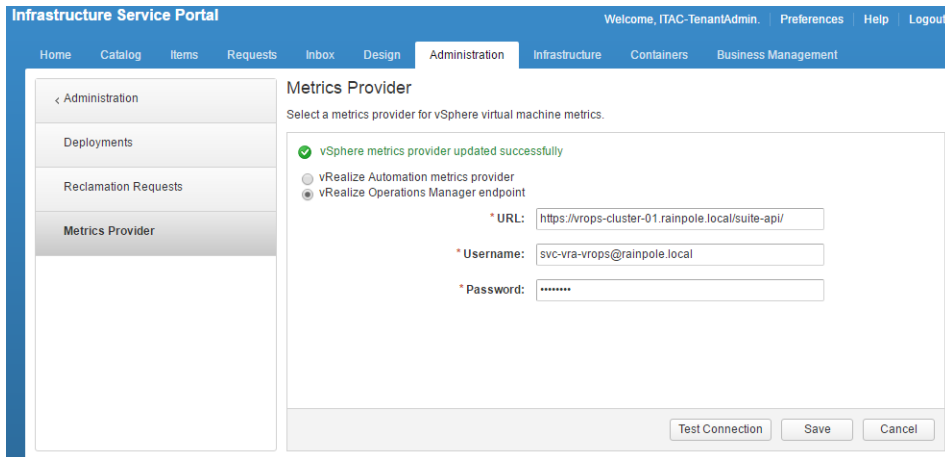 Infrastructure Service Portal
Welcome, ITAC-TenantAdmin. Preferences Help Logout
Home Catalog Items Requests Inbox Design Administration Infrastructure Containers Business Management
< Administration
Deployments
Reclamation Requests
Metrics Provider
Metrics Provider
Select a metrics provider for vSphere virtual machine metrics.
vSphere metrics provider updated successfully
vRealize Automation metrics provider
vRealize Operations Manager endpoint
* URL: https://vrops-cluster-01.rainpole.local/suite-api/
* Username: svc-vra-vrops@rainpole.local
* Password: ••••••••
Test Connection Save Cancel